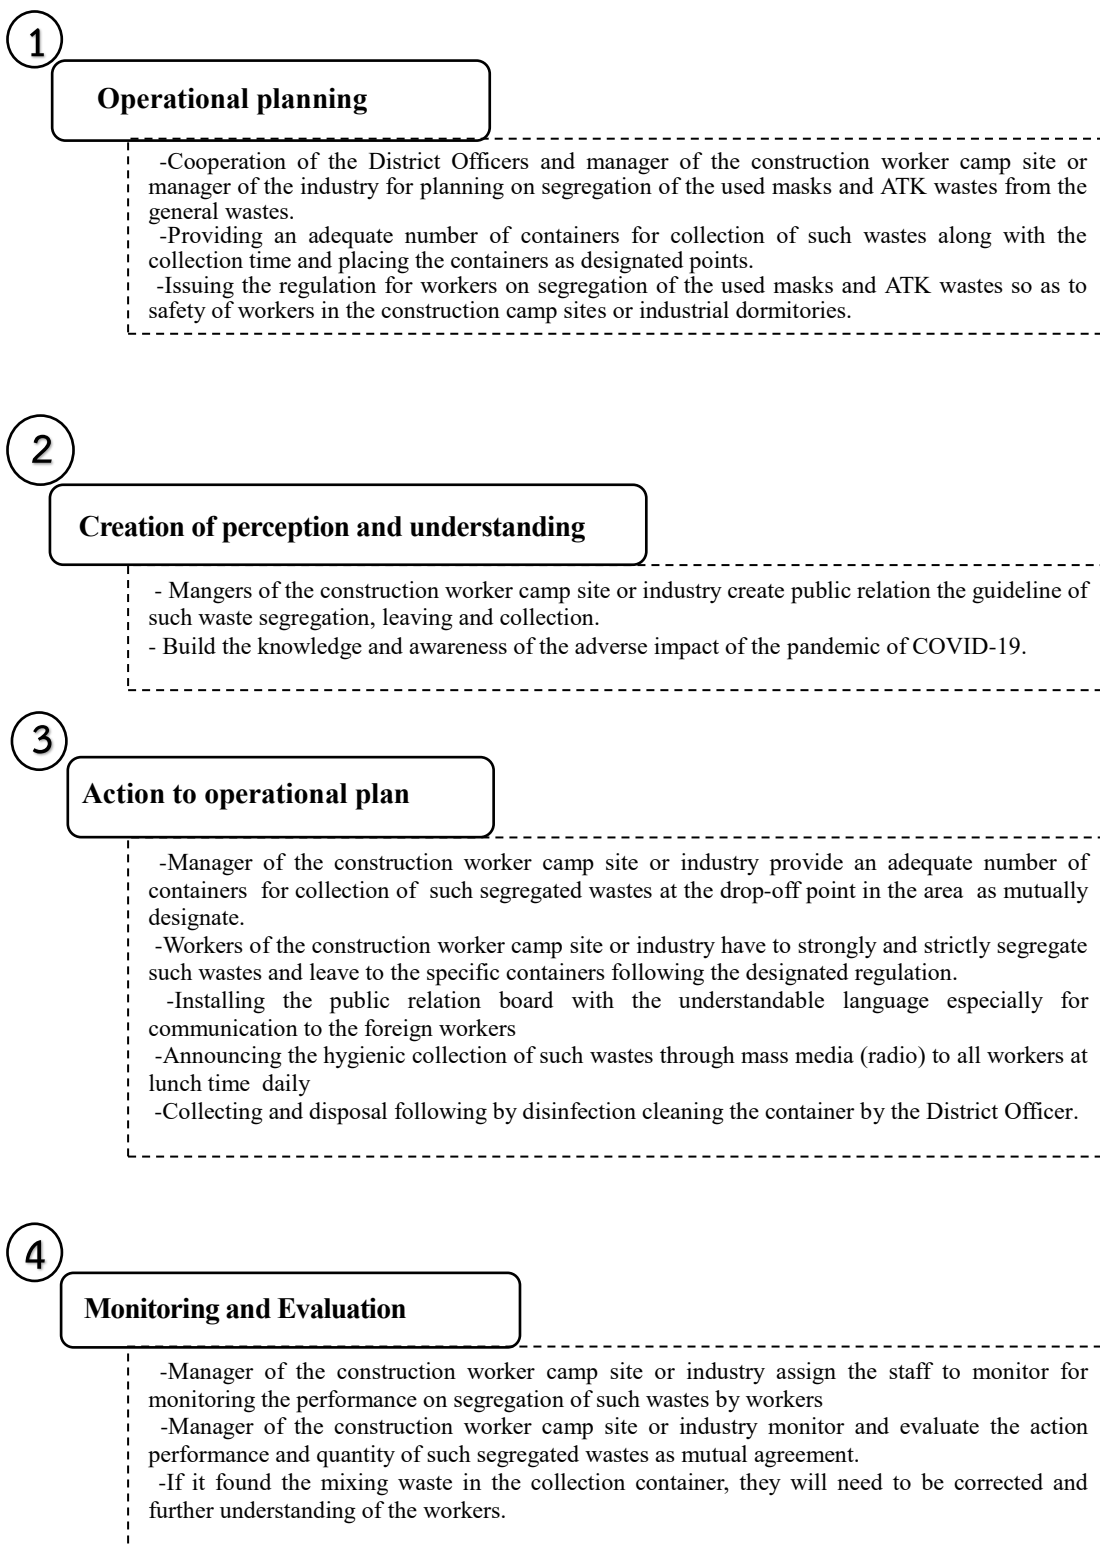 1
Operational planning
-Cooperation of the District Officers and manager of the construction worker camp site or
manager of the industry for planning on segregation of the used masks and ATK wastes from the
general wastes.
-Providing an adequate number of containers for collection of such wastes along with the
collection time and placing the containers as designated points.
-Issuing the regulation for workers on segregation of the used masks and ATK wastes so as to
safety of workers in the construction camp sites or industrial dormitories.
2
Creation of perception and understanding
- Mangers of the construction worker camp site or industry create public relation the guideline of
such waste segregation, leaving and collection.
- Build the knowledge and awareness of the adverse impact of the pandemic of COVID-19.
3
Action to operational plan
-Manager of the construction worker camp site or industry provide an adequate number of
containers for collection of such segregated wastes at the drop-off point in the area as mutually
designate.
-Workers of the construction worker camp site or industry have to strongly and strictly segregate
such wastes and leave to the specific containers following the designated regulation.
-Installing the public relation board with the understandable language especially for
communication to the foreign workers
-Announcing the hygienic collection of such wastes through mass media (radio) to all workers at
lunch time daily
-Collecting and disposal following by disinfection cleaning the container by the District Officer.
4
Monitoring and Evaluation
-Manager of the construction worker camp site or industry assign the staff to monitor for
monitoring the performance on segregation of such wastes by workers
-Manager of the construction worker camp site or industry monitor and evaluate the action
performance and quantity of such segregated wastes as mutual agreement.
-If it found the mixing waste in the collection container, they will need to be corrected and
further understanding of the workers.